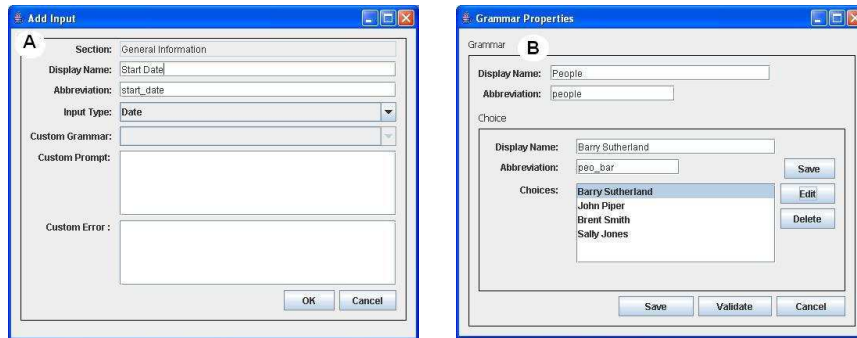 Add Input
A
Section: General Information
Display Name: Start Date
Abbreviation: start_date
Input Type: Date
Custom Grammar:
Custom Prompt:
Custom Error :
OK Cancel
Grammar Properties
Grammar
B
Display Name: People
Abbreviation: people
Choice
Display Name: Barry Sutherland
Abbreviation: peo_bar
Save
Choices: Barry Sutherland
Edit
John Piper
Brent Smith
Delete
Sally Jones
Save Validate Cancel